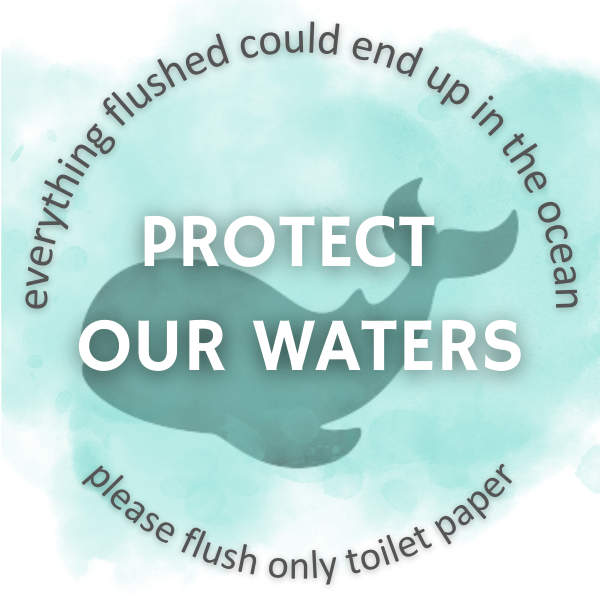 everything flushed could end up in the ocean
PROTECT
OUR WATERS
please flush only toilet paper